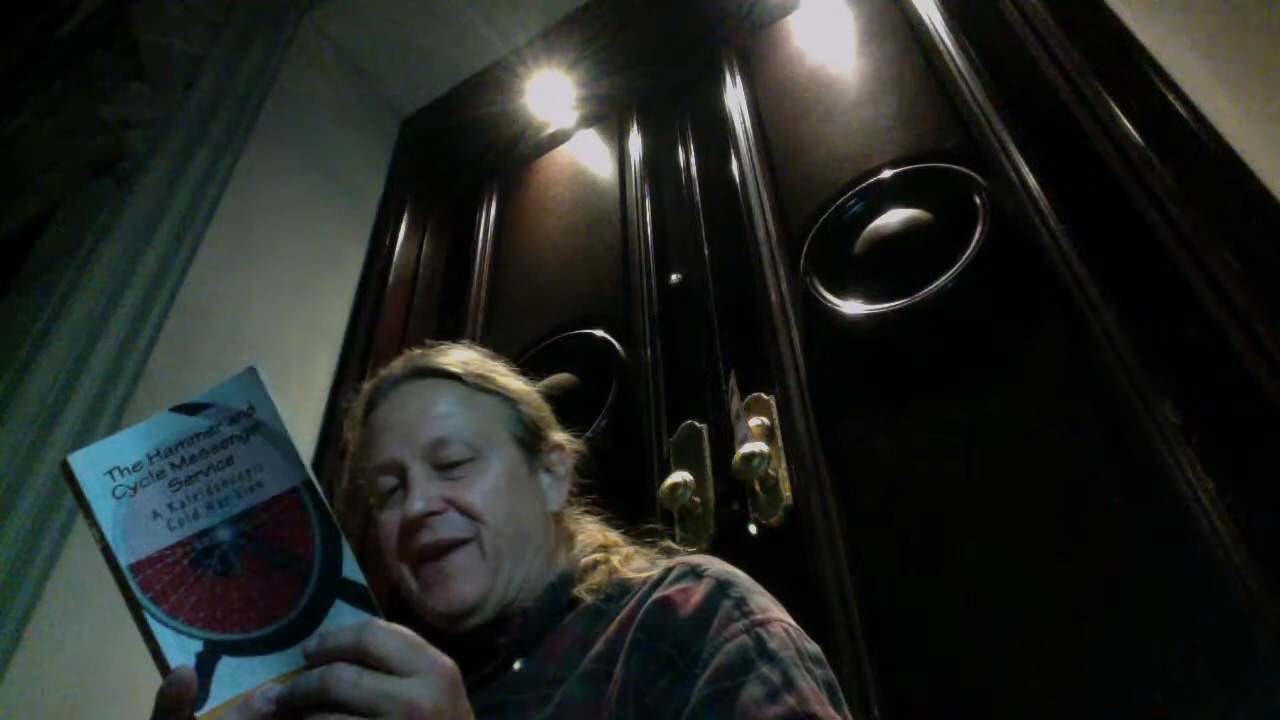 The Hammer and
Cycle Messenger
Service
A Kaleidoscopic
Cold War View